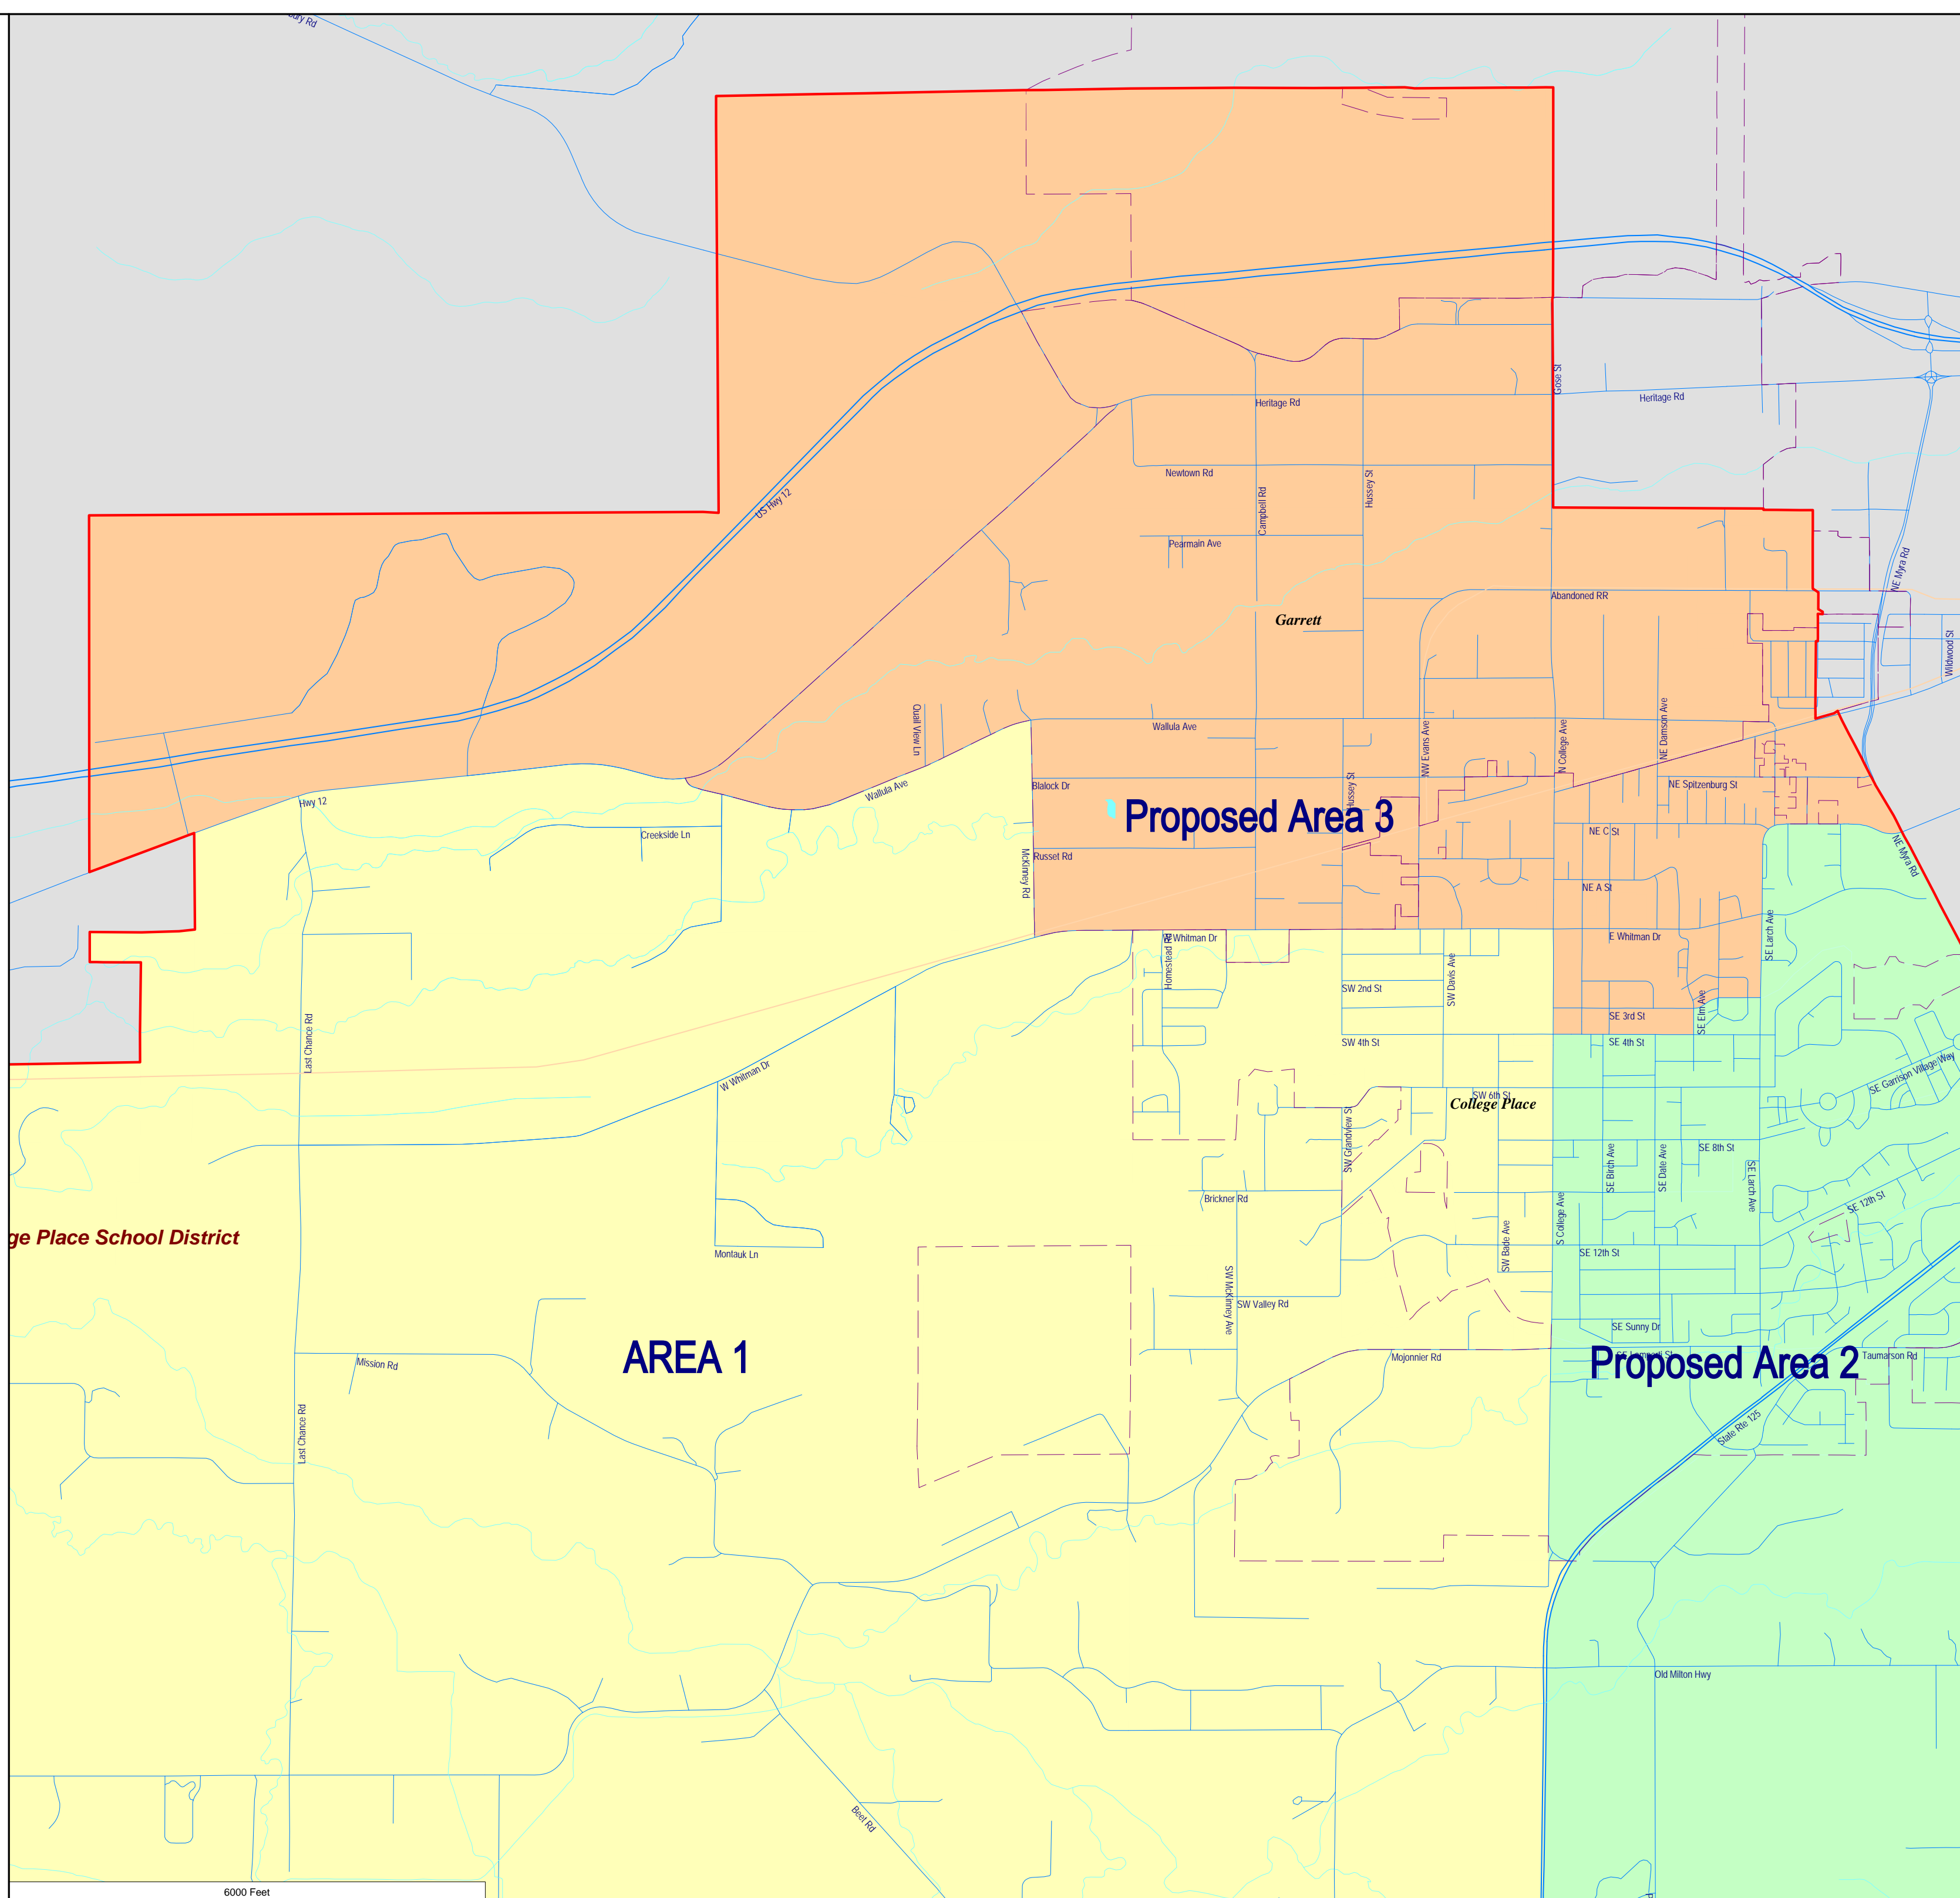 Gose St
Heritage Rd
Heritage Rd
Newtown Rd
Hussey St
Campbell Rd
US Hwy 12
Pearmain Ave
NE Myra Rd
Abandoned RR
Garrett
Wildwood St
Quail View Ln
Wallula Ave
NW Evans Ave
N College Ave
NE Damson Ave
Blalock Dr
Wallula Ave
Hwy 12
NE Spitzenburg St
Hussey St
Proposed Area 3
Creekside Ln
NE C St
Russet Rd
McKinney Rd
NE Myra Rd
NE A St
W Whitman Dr
E Whitman Dr
SE Larch Ave
Homestead Rd
SW 2nd St
SW Davis Ave
SE 3rd St
SE Elm Ave
Last Chance Rd
SW 4th St
SE 4th St
W Whitman Dr
SE Garrison Village Way
SW 6th St
College Place
SW Grandview St
SE 8th St
SE Birch Ave
SE Date Ave
SE Larch Ave
Brickner Rd
SE 12th St
S College Ave
ge Place School District
Montauk Ln
SW Bade Ave
SE 12th St
SW McKinney Ave
SW Valley Rd
SE Sunny Dr
AREA 1
Mission Rd
Mojonnier Rd
Proposed Area 2
Taumarson Rd
Last Chance Rd
State Rte 125
Old Milton Hwy
Beet Rd
6000 Feet